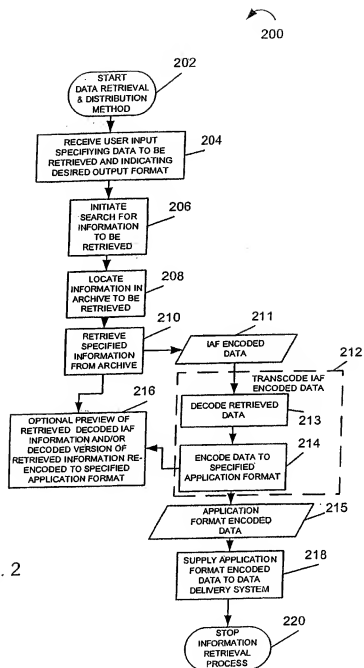 200
START
DATA RETRIEVAL
& DISTRIBUTION
METHOD
202
RECEIVE USER INPUT
SPECIFIYING DATA TO BE
RETRIEVED AND INDICATING
DESIRED OUTPUT FORMAT
204
INITIATE
SEARCH FOR
INFORMATION
TO BE
RETRIEVED
206
LOCATE
INFORMATION IN
ARCHIVE TO BE
RETRIEVED
208
RETRIEVE
SPECIFIED
INFORMATION
FROM ARCHIVE
210
IAF ENCODED
DATA
211
212
TRANSCODE IAF
ENCODED DATA
DECODE RETRIEVED
DATA
213
ENCODE DATA TO
SPECIFIED
APPLICATION FORMAT
214
216
OPTIONAL PREVIEW OF
RETRIEVED DECODED IAF
INFORMATION AND/OR
DECODED VERSION OF
RETRIEVED INFORMATION RE-
ENCODED TO SPECIFIED
APPLICATION FORMAT
APPLICATION
FORMAT ENCODED
DATA
215
SUPPLY APPLICATION
FORMAT ENCODED
DATA TO DATA
DELIVERY SYSTEM
218
STOP
INFORMATION
RETRIEVAL
PROCESS
220
. 2